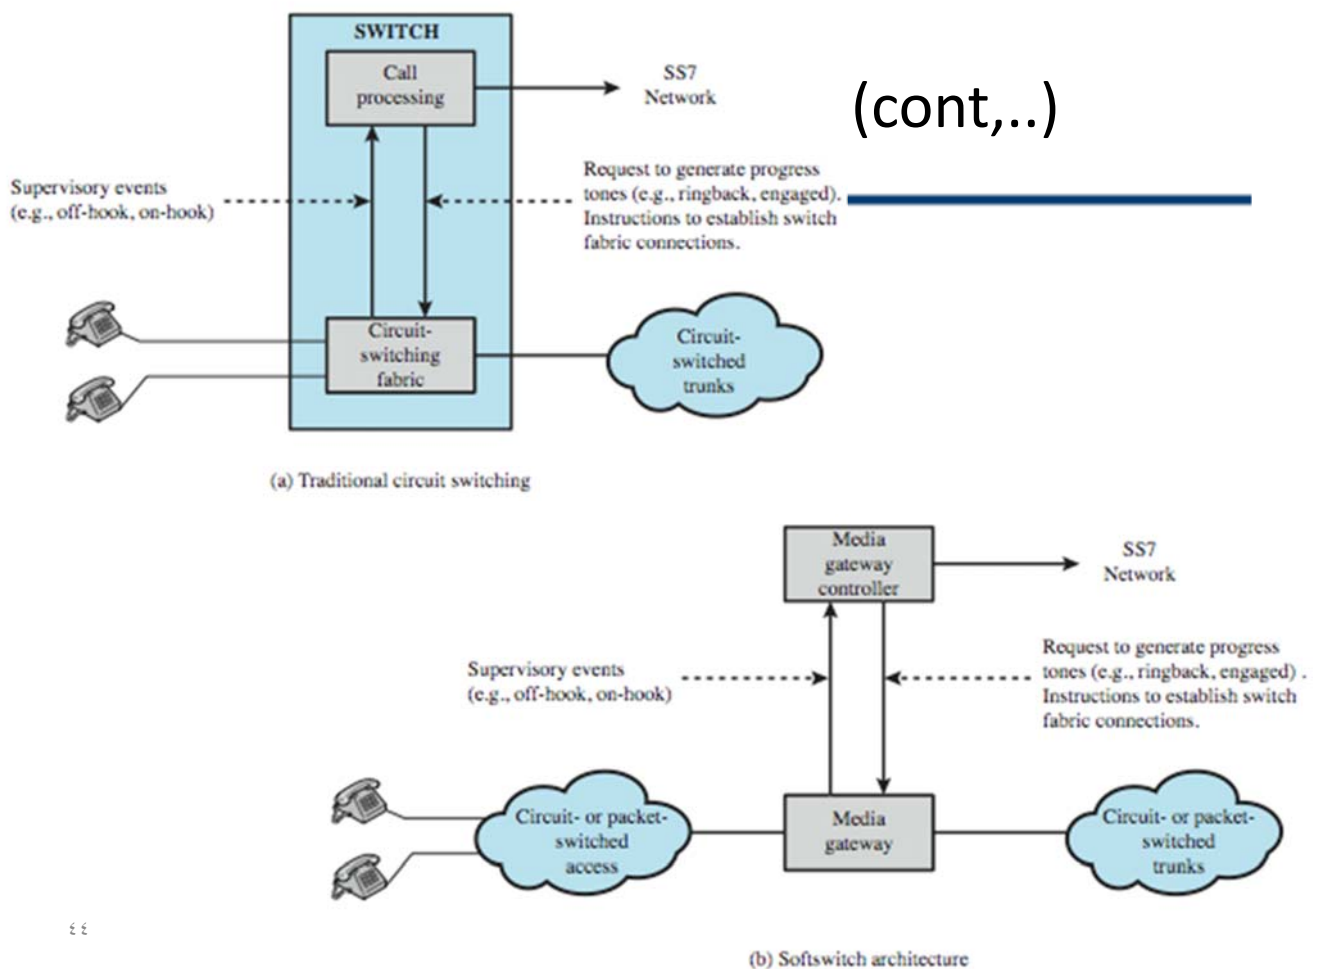 SWITCH
Call
processing
SS7
Network
(cont,..)
Supervisory events
(e.g., off-hook, on-hook)
Request to generate progress
tones (e.g., ringback, engaged).
Instructions to establish switch
fabric connections.
Circuit-
switching
fabric
Circuit-
switched
trunks
(a) Traditional circuit switching
Media
gateway
controller
SS7
Network
Supervisory events
(e.g., off-hook, on-hook)
Request to generate progress
tones (e.g., ringback, engaged) .
Instructions to establish switch
fabric connections.
Circuit- or packet-
switched
access
Media
gateway
Circuit- or packet-
switched
trunks
٤٤
(b) Softswitch architecture